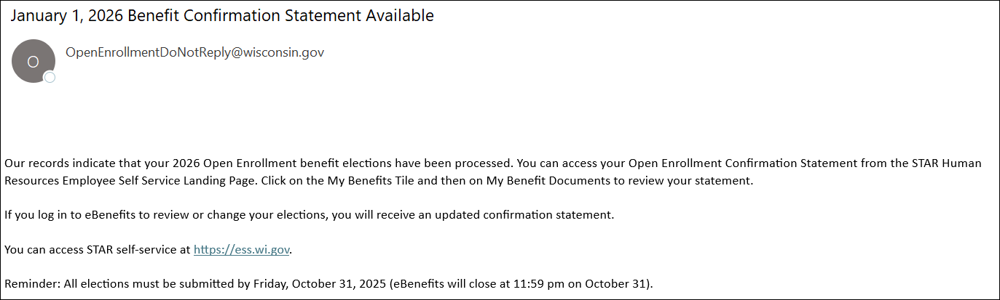 January 1, 2026 Benefit Confirmation Statement Available
O
OpenEnrollmentDoNotReply@wisconsin.gov
Our records indicate that your 2026 Open Enrollment benefit elections have been processed. You can access your Open Enrollment Confirmation Statement from the STAR Human
Resources Employee Self Service Landing Page. Click on the My Benefits Tile and then on My Benefit Documents to review your statement.
If you log in to eBenefits to review or change your elections, you will receive an updated confirmation statement.
You can access STAR self-service at https://ess.wi.gov.
Reminder: All elections must be submitted by Friday, October 31, 2025 (eBenefits will close at 11:59 pm on October 31).